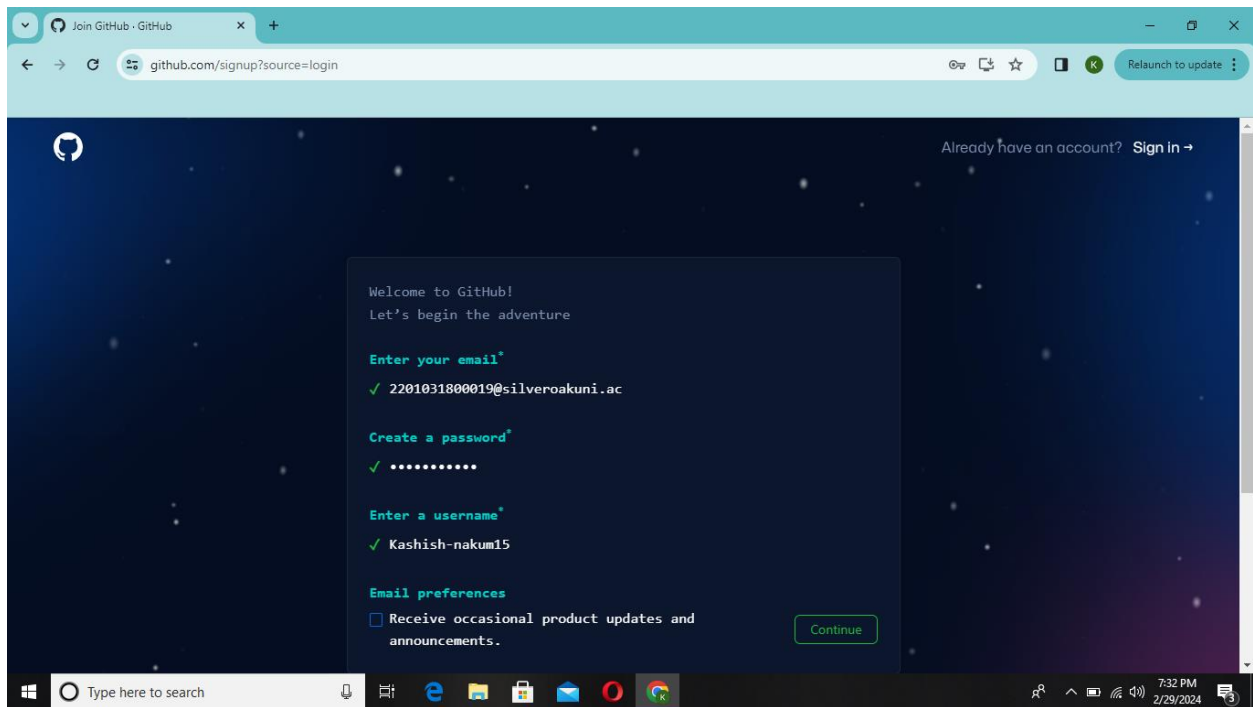 Join GitHub · GitHub
github.com/signup?source=login
K
Relaunch to update
Already have an account? Sign in →
Welcome to GitHub!
Let's begin the adventure
Enter your email*
✓ 2201031800019@silveroakuni.ac
Create a password*
✓ •••••••••••
Enter a username*
✓ Kashish-nakum15
Email preferences
Receive occasional product updates and
announcements.
Continue
Type here to search
7:32 PM
2/29/2024
3